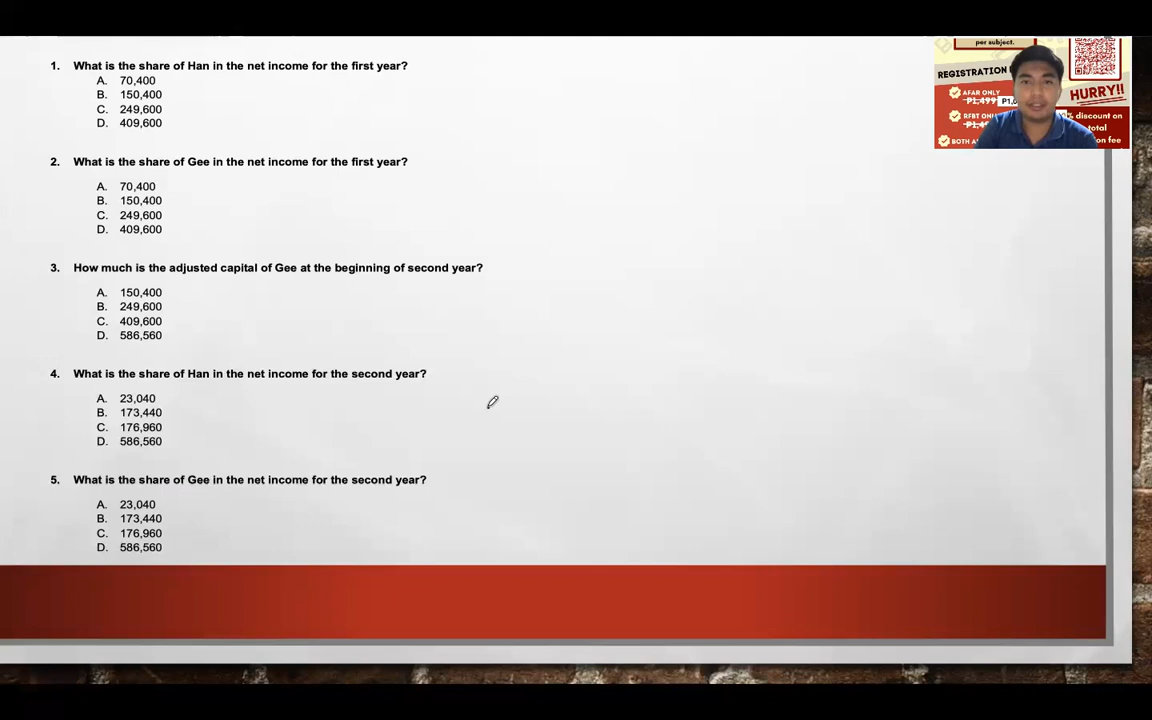 1. What is the share of Han in the net income for the first year?
A. 70,400
B. 150,400
C. 249,600
D. 409,600
2. What is the share of Gee in the net income for the first year?
A. 70,400
B. 150,400
C. 249,600
D. 409,600
3. How much is the adjusted capital of Gee at the beginning of second year?
A. 150,400
B. 249,600
C. 409,600
D. 586,560
4. What is the share of Han in the net income for the second year?
A. 23,040
B. 173,440
C. 176,960
D. 586,560
5. What is the share of Gee in the net income for the second year?
A. 23,040
B. 173,440
C. 176,960
D. 586,560
per subject.
REGISTRATION
AFAR ONLY
P1,499
HURRY!!
RFBT
discount on
total
BOTH
fee